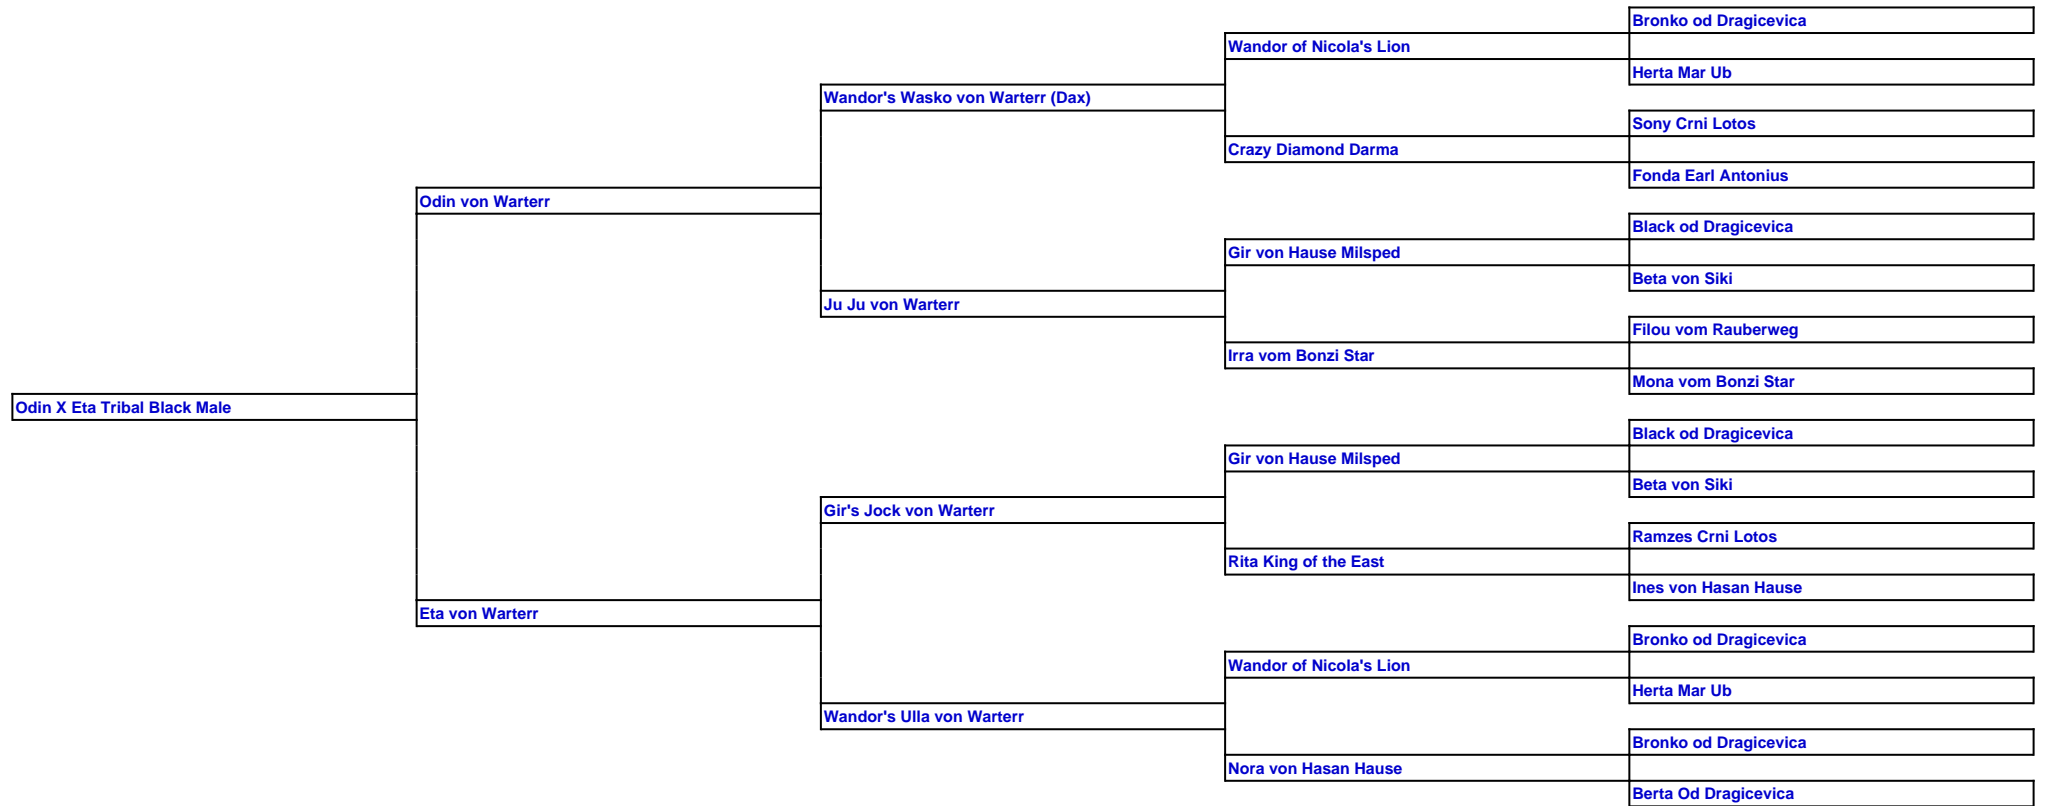 Bronko od Dragicevica
Wandor of Nicola's Lion
Herta Mar Ub
Wandor's Wasko von Warterr (Dax)
Sony Crni Lotos
Crazy Diamond Darma
Fonda Earl Antonius
Odin von Warterr
Black od Dragicevica
Gir von Hause Milsped
Beta von Siki
Ju Ju von Warterr
Filou vom Rauberweg
Irra vom Bonzi Star
Mona vom Bonzi Star
Odin X Eta Tribal Black Male
Black od Dragicevica
Gir von Hause Milsped
Beta von Siki
Gir's Jock von Warterr
Ramzes Crni Lotos
Rita King of the East
Ines von Hasan Hause
Eta von Warterr
Bronko od Dragicevica
Wandor of Nicola's Lion
Herta Mar Ub
Wandor's Ulla von Warterr
Bronko od Dragicevica
Nora von Hasan Hause
Berta Od Dragicevica